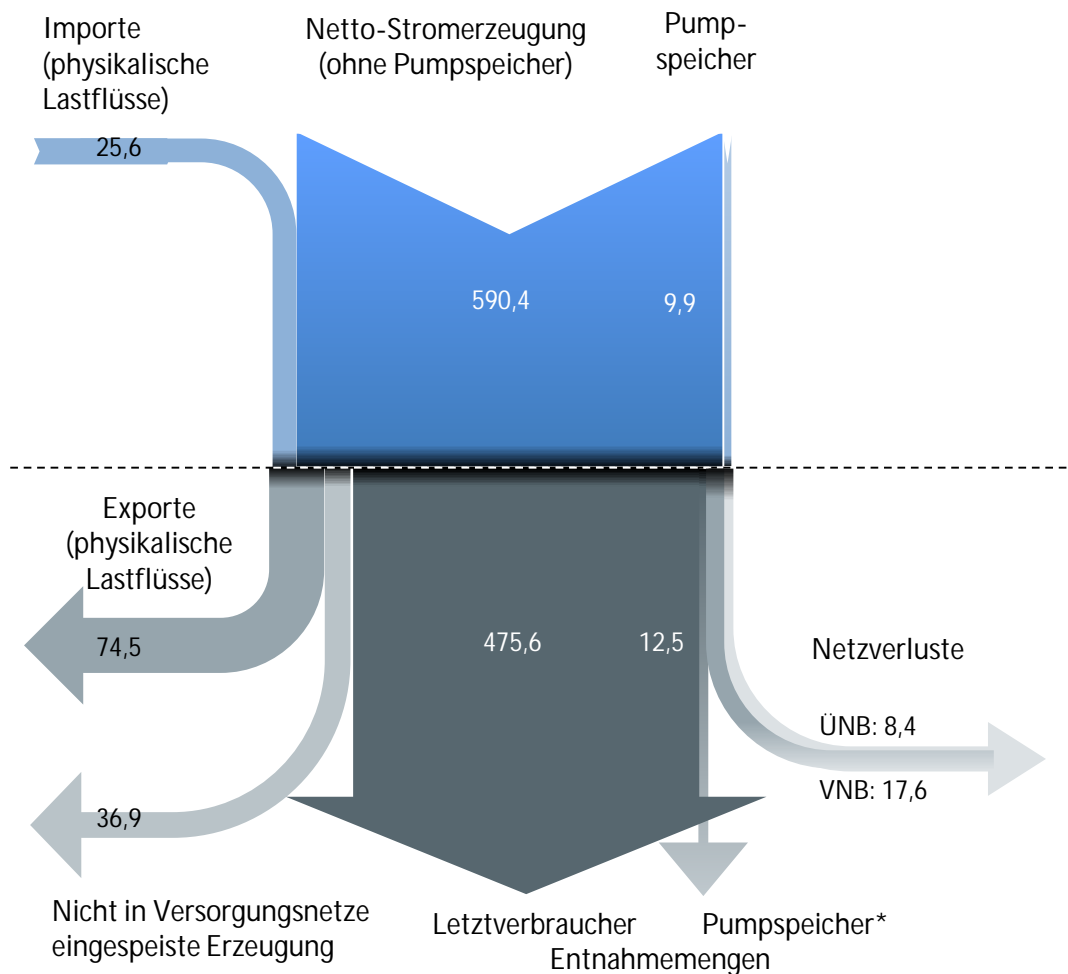 Importe
(physikalische
Lastflüsse)
25,6
Netto-Stromerzeugung
(ohne Pumpspeicher)
Pump-
speicher
590,4
9,9
Exporte
(physikalische
Lastflüsse)
74,5
475,6
12,5
Netzverluste
ÜNB: 8,4
VNB: 17,6
36,9
Nicht in Versorgungsnetze
eingespeiste Erzeugung
Letztverbraucher
Pumpspeicher*
Entnahmemengen